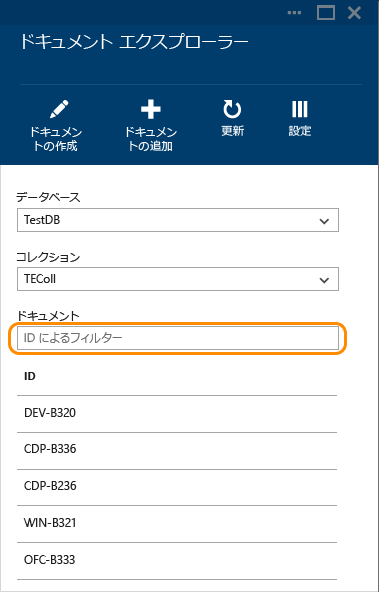 ドキュメント エクスプローラー
ドキュメン
トの作成
ドキュメン
トの追加
更新
設定
データベース
TestDB
コレクション
TEColl
ドキュメント
ID によるフィルター
ID
DEV-B320
CDP-B336
CDP-B236
WIN-B321
OFC-B333